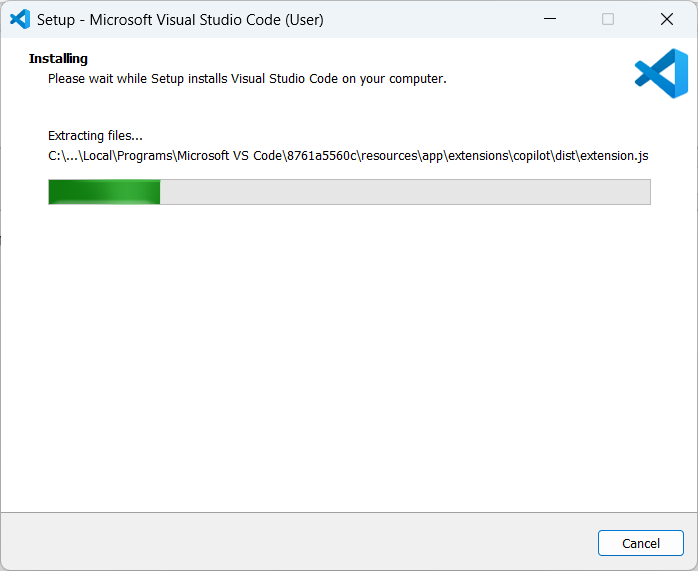 Setup - Microsoft Visual Studio Code (User)
Installing
Please wait while Setup installs Visual Studio Code on your computer.
Extracting files...
C:\...\Local\Programs\Microsoft VS Code\8761a5560c\resources\app\extensions\copilot\dist\extension.js
Cancel